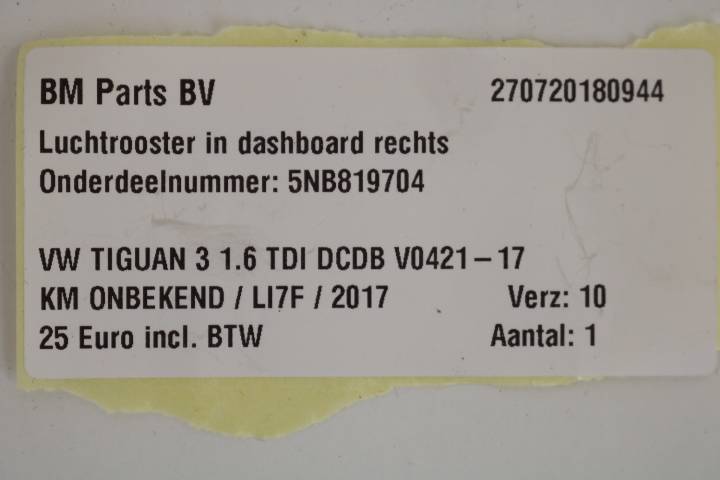 BM Parts BV 270720180944
Luchtrooster in dashboard rechts
Onderdeelnummer: 5NB819704
VW TIGUAN 3 1.6 TDI DCDB V0421-17
KM ONBEKEND / LI7F / 2017 Verz: 10
25 Euro incl. BTW Aantal: 1